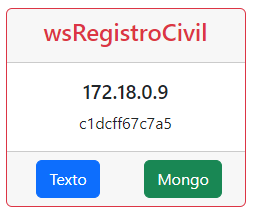 wsRegistroCivil
172.18.0.9
c1dcff67c7a5
Texto Mongo